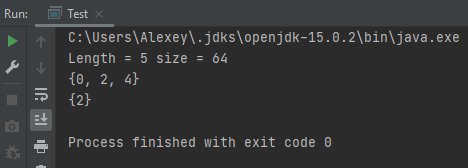 Run: Test
C:\Users\Alexey\.jdks\openjdk-15.0.2\bin\java.exe
Length = 5 size = 64
{0, 2, 4}
{2}
Process finished with exit code 0